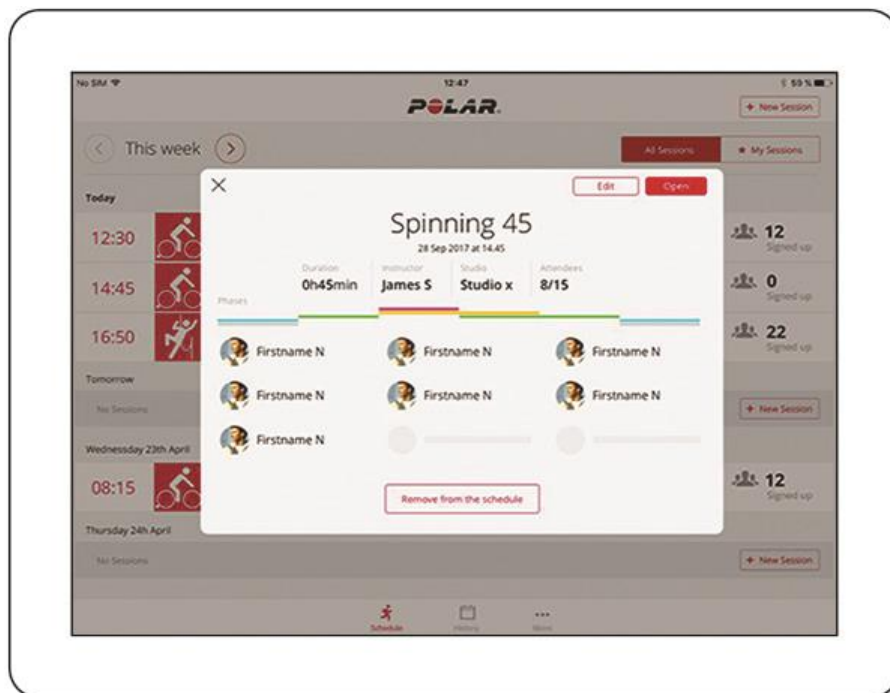 No SIM 12:47 59 %
POLAR.
+ New Session
This week
All Sessions
★ My Sessions
Today
12:30
12
Signed up
14:45
0
Signed up
16:50
22
Signed up
Tomorrow
No Sessions
+ New Session
Wednesday 23th April
08:15
12
Signed up
Thursday 24h April
No Sessions
+ New Session
Edit
Open
Spinning 45
28 Sep 2017 at 14.45
Duration Instructor Studio Attendees
0h45min James S Studio x 8/15
Phases
Firstname N Firstname N Firstname N
Firstname N Firstname N Firstname N
Firstname N
Remove from the schedule
Schedule History More